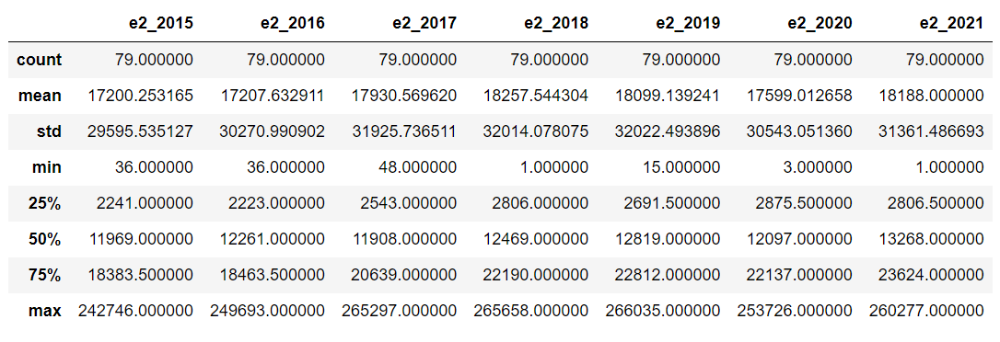 e2_2015 e2_2016 e2_2017 e2_2018 e2_2019 e2_2020 e2_2021
count 79.000000 79.000000 79.000000 79.000000 79.000000 79.000000 79.000000
mean 17200.253165 17207.632911 17930.569620 18257.544304 18099.139241 17599.012658 18188.000000
std 29595.535127 30270.990902 31925.736511 32014.078075 32022.493896 30543.051360 31361.486693
min 36.000000 36.000000 48.000000 1.000000 15.000000 3.000000 1.000000
25% 2241.000000 2223.000000 2543.000000 2806.000000 2691.500000 2875.500000 2806.500000
50% 11969.000000 12261.000000 11908.000000 12469.000000 12819.000000 12097.000000 13268.000000
75% 18383.500000 18463.500000 20639.000000 22190.000000 22812.000000 22137.000000 23624.000000
max 242746.000000 249693.000000 265297.000000 265658.000000 266035.000000 253726.000000 260277.000000